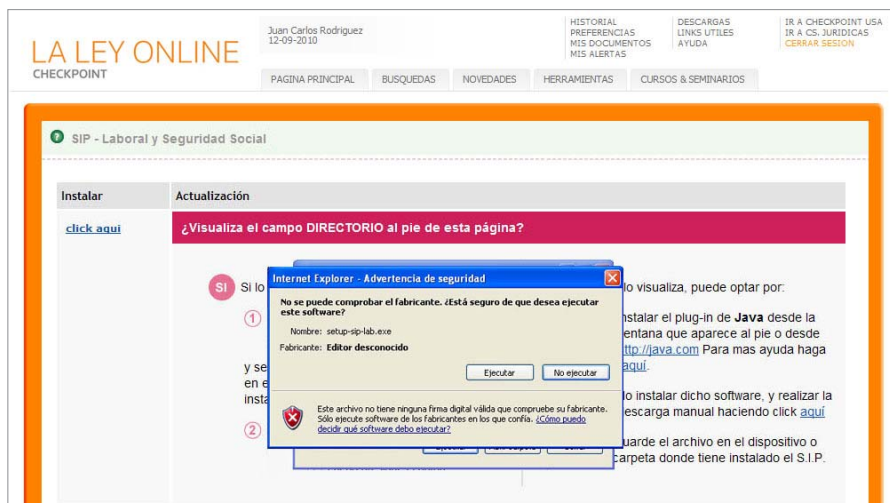 LA LEY ONLINE
CHECKPOINT
Juan Carlos Rodriguez
12-09-2010
HISTORIAL
PREFERENCIAS
MIS DOCUMENTOS
MIS ALERTAS
DESCARGAS
LINKS UTILES
AYUDA
IR A CHECKPOINT USA
IR A CS. JURIDICAS
CERRAR SESION
PAGINA PRINCIPAL
BUSQUEDAS
NOVEDADES
HERRAMIENTAS
CURSOS & SEMINARIOS
SIP - Laboral y Seguridad Social
Instalar
Actualización
click aqui
¿Visualiza el campo DIRECTORIO al pie de esta página?
SI
Si lo
1
y se
en e
insta
2
Internet Explorer - Advertencia de seguridad
No se puede comprobar el fabricante. ¿Está seguro de que desea ejecutar
este software?
Nombre: setup-sip-lab.exe
Fabricante: Editor desconocido
Ejecutar
No ejecutar
Este archivo no tiene ninguna firma digital válida que compruebe su fabricante.
Sólo ejecute software de los fabricantes en los que confía. ¿Cómo puedo
decidir qué software debo ejecutar?
lo visualiza, puede optar por:
nstalar el plug-in de Java desde la
entana que aparece al pie o desde
ttp://java.com Para mas ayuda haga
aquí.
lo instalar dicho software, y realizar la
escarga manual haciendo click aquí
uarde el archivo en el dispositivo o
carpeta donde tiene instalado el S.I.P.